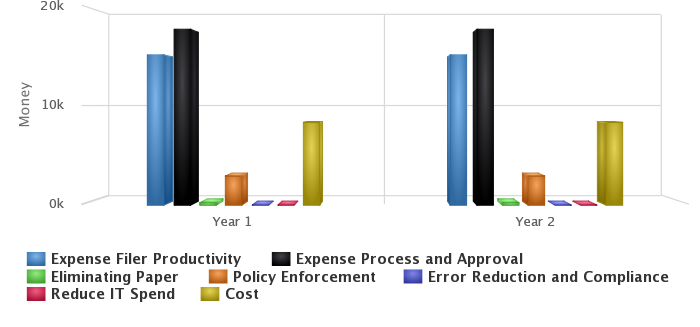 20k
10k
0k
Money
Year 1 Year 2
Expense Filer Productivity Expense Process and Approval
Eliminating Paper Policy Enforcement Error Reduction and Compliance
Reduce IT Spend Cost